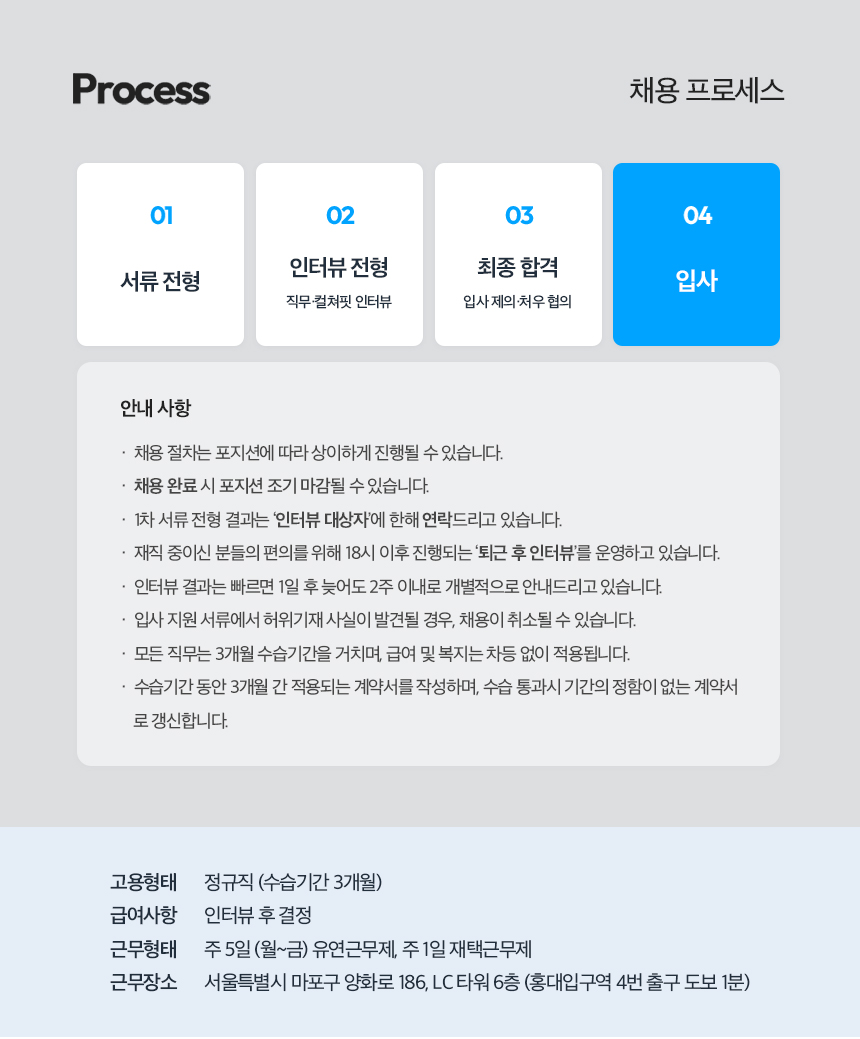 Process
채용 프로세스
01
서류 전형
02
인터뷰 전형
직무·컬쳐핏 인터뷰
03
최종 합격
입사 제의·처우 협의
04
입사
안내 사항
· 채용 절차는 포지션에 따라 상이하게 진행될 수 있습니다.
· 채용 완료 시 포지션 조기 마감될 수 있습니다.
· 1차 서류 전형 결과는 ‘인터뷰 대상자’에 한해 연락드리고 있습니다.
· 재직 중이신 분들의 편의를 위해 18시 이후 진행되는 ‘퇴근 후 인터뷰’를 운영하고 있습니다.
· 인터뷰 결과는 빠르면 1일 후 늦어도 2주 이내로 개별적으로 안내드리고 있습니다.
· 입사 지원 서류에서 허위기재 사실이 발견될 경우, 채용이 취소될 수 있습니다.
· 모든 직무는 3개월 수습기간을 거치며, 급여 및 복지는 차등 없이 적용됩니다.
· 수습기간 동안 3개월 간 적용되는 계약서를 작성하며, 수습 통과시 기간의 정함이 없는 계약서
로 갱신합니다.
고용형태 정규직 (수습기간 3개월)
급여사항 인터뷰 후 결정
근무형태 주 5일 (월~금) 유연근무제, 주 1일 재택근무제
근무장소 서울특별시 마포구 양화로 186, LC 타워 6층 (홍대입구역 4번 출구 도보 1분)